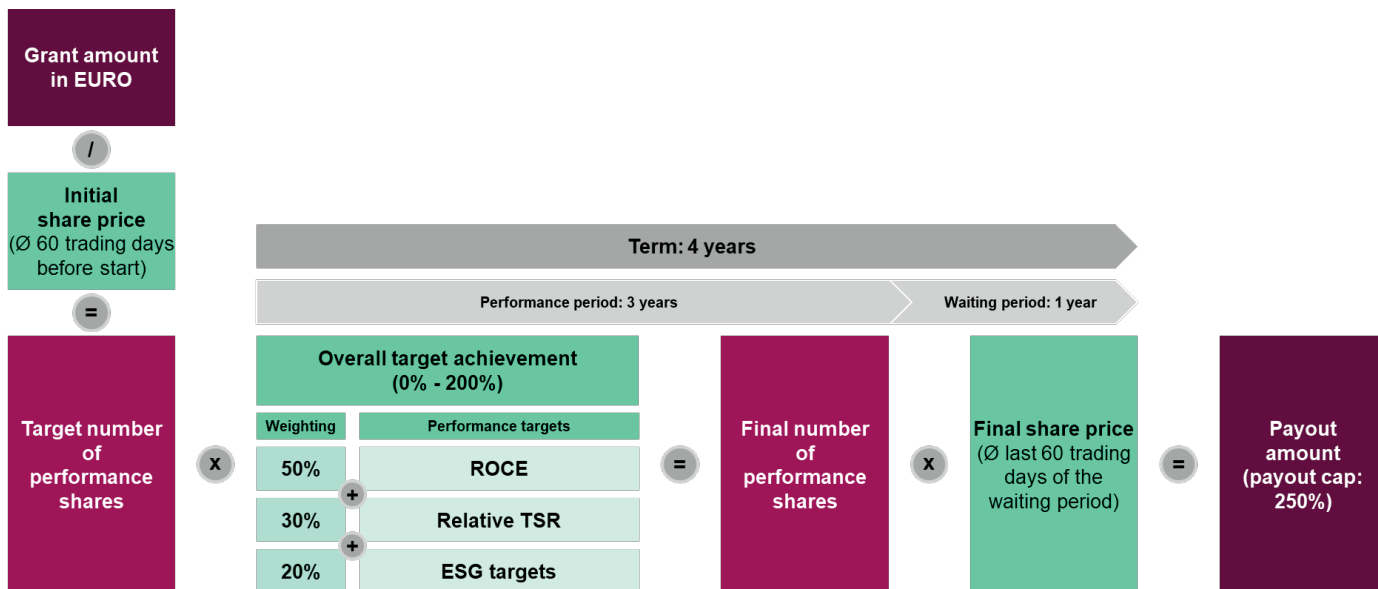 Grant amount
in EURO
/
Initial
share price
(Ø 60 trading days
before start)
=
Target number
of
performance
shares
x
Term: 4 years
Performance period: 3 years
Waiting period: 1 year
Overall target achievement
(0% - 200%)
Weighting
Performance targets
50%
ROCE
+
30%
Relative TSR
+
20%
ESG targets
=
Final number
of
performance
shares
x
Final share price
(Ø last 60 trading
days of the
waiting period)
=
Payout
amount
(payout cap:
250%)